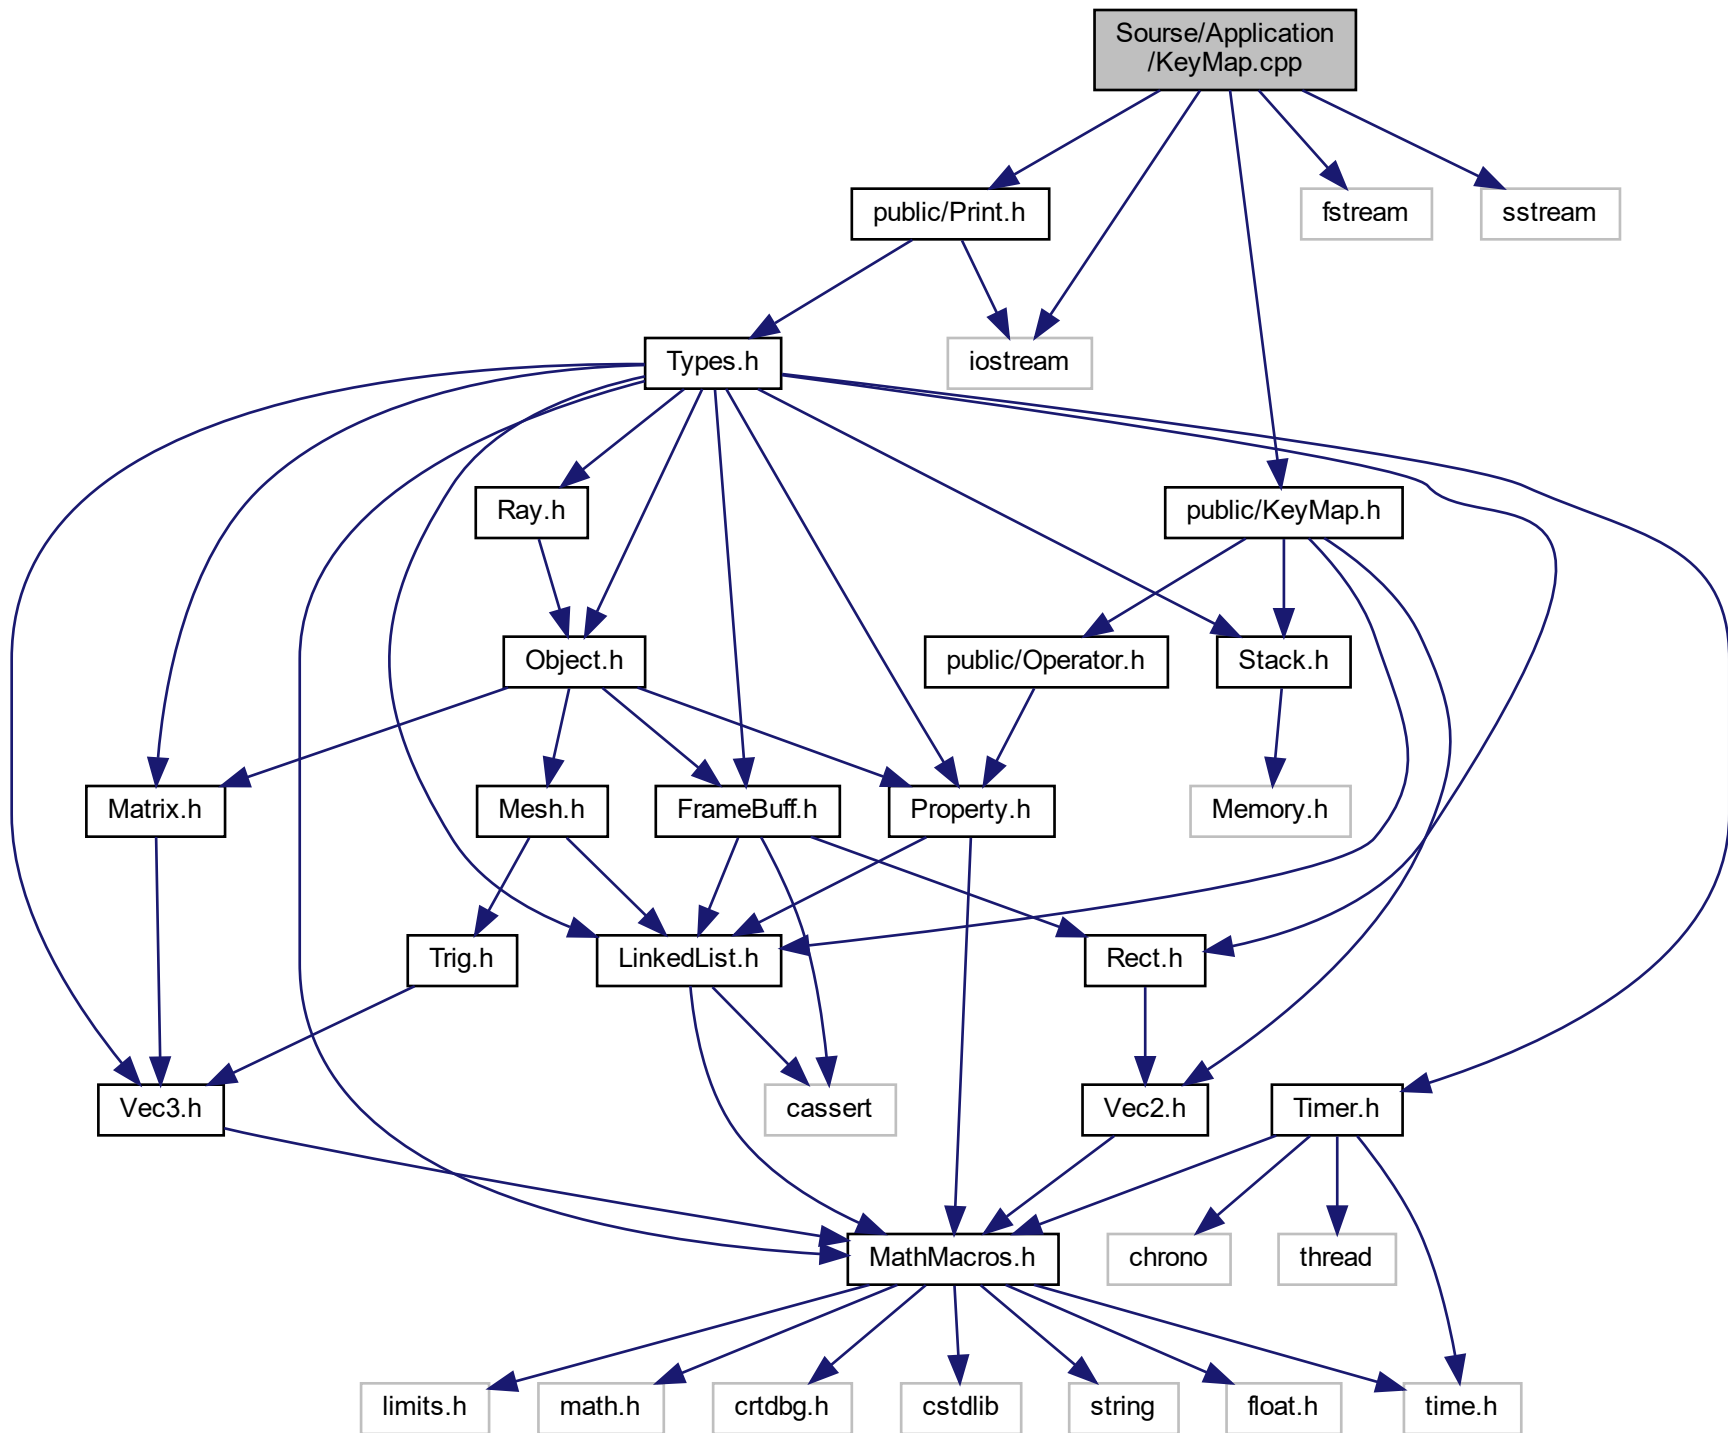 Sourse/Application
/KeyMap.cpp
public/Print.h
fstream
sstream
Types.h
iostream
Ray.h
public/KeyMap.h
Object.h
public/Operator.h
Stack.h
Matrix.h
Mesh.h
FrameBuff.h
Property.h
Memory.h
Trig.h
LinkedList.h
Rect.h
Vec3.h
cassert
Vec2.h
Timer.h
MathMacros.h
chrono
thread
limits.h
math.h
crtdbg.h
cstdlib
string
float.h
time.h